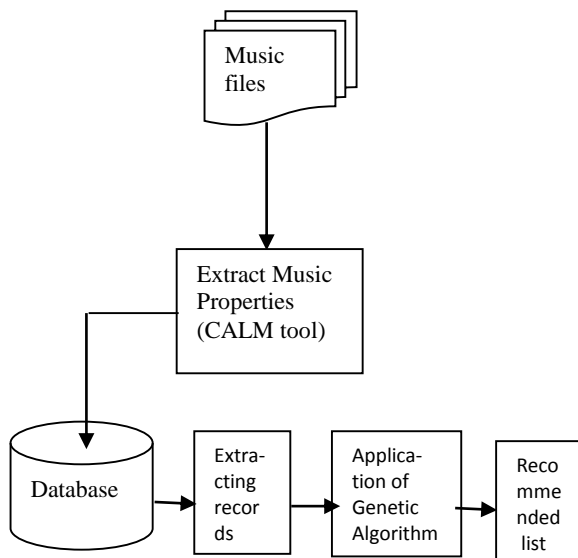 Music
files
Extract Music
Properties
(CALM tool)
Database
Extra-
cting
recor
ds
Applica-
tion of
Genetic
Algorithm
Reco
mme
nded
list